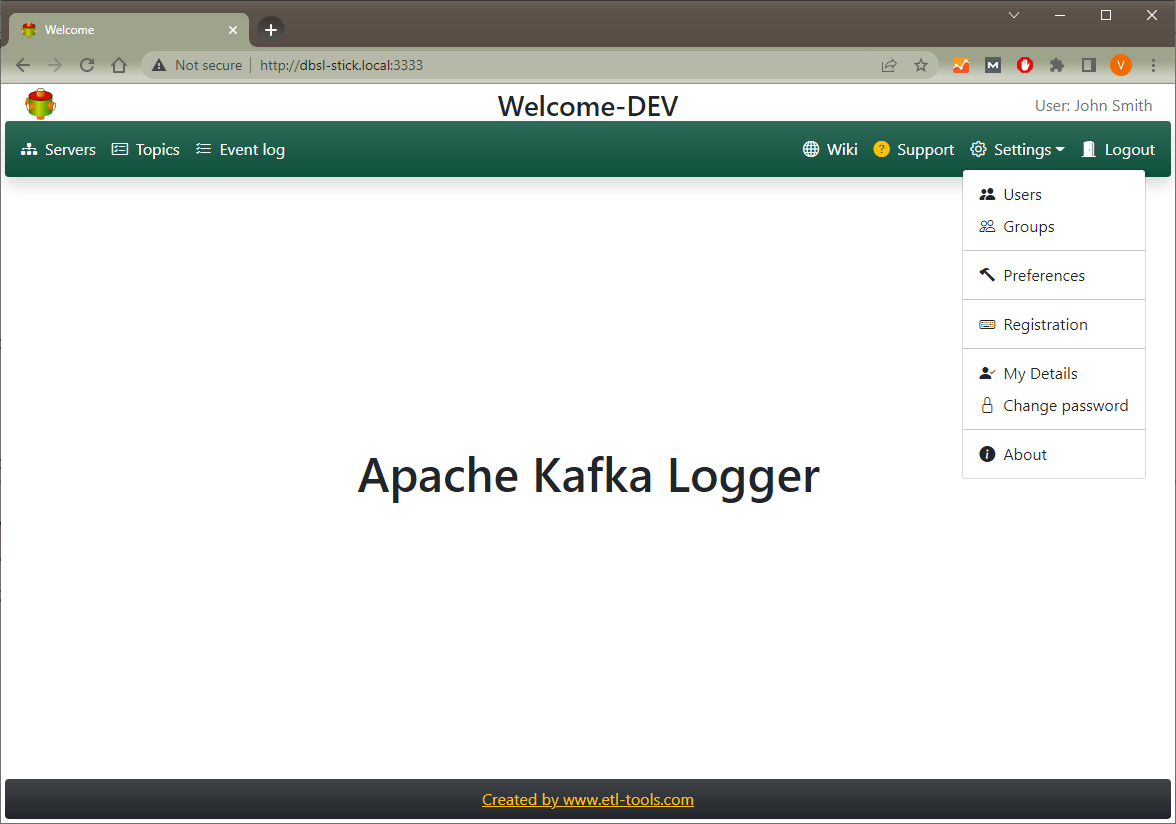 Welcome
Not secure http://dbsl-stick.local:3333
M
V
Welcome-DEV
User: John Smith
Servers Topics Event log Wiki ? Support Settings Logout
Users
Groups
Preferences
Registration
My Details
Change password
i About
Apache Kafka Logger
Created by www.etl-tools.com